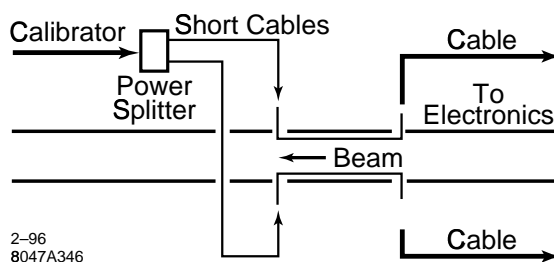 Calibrator
Short Cables
Cable
Power
Splitter
To
Electronics
Beam
2–96
8047A346
Cable